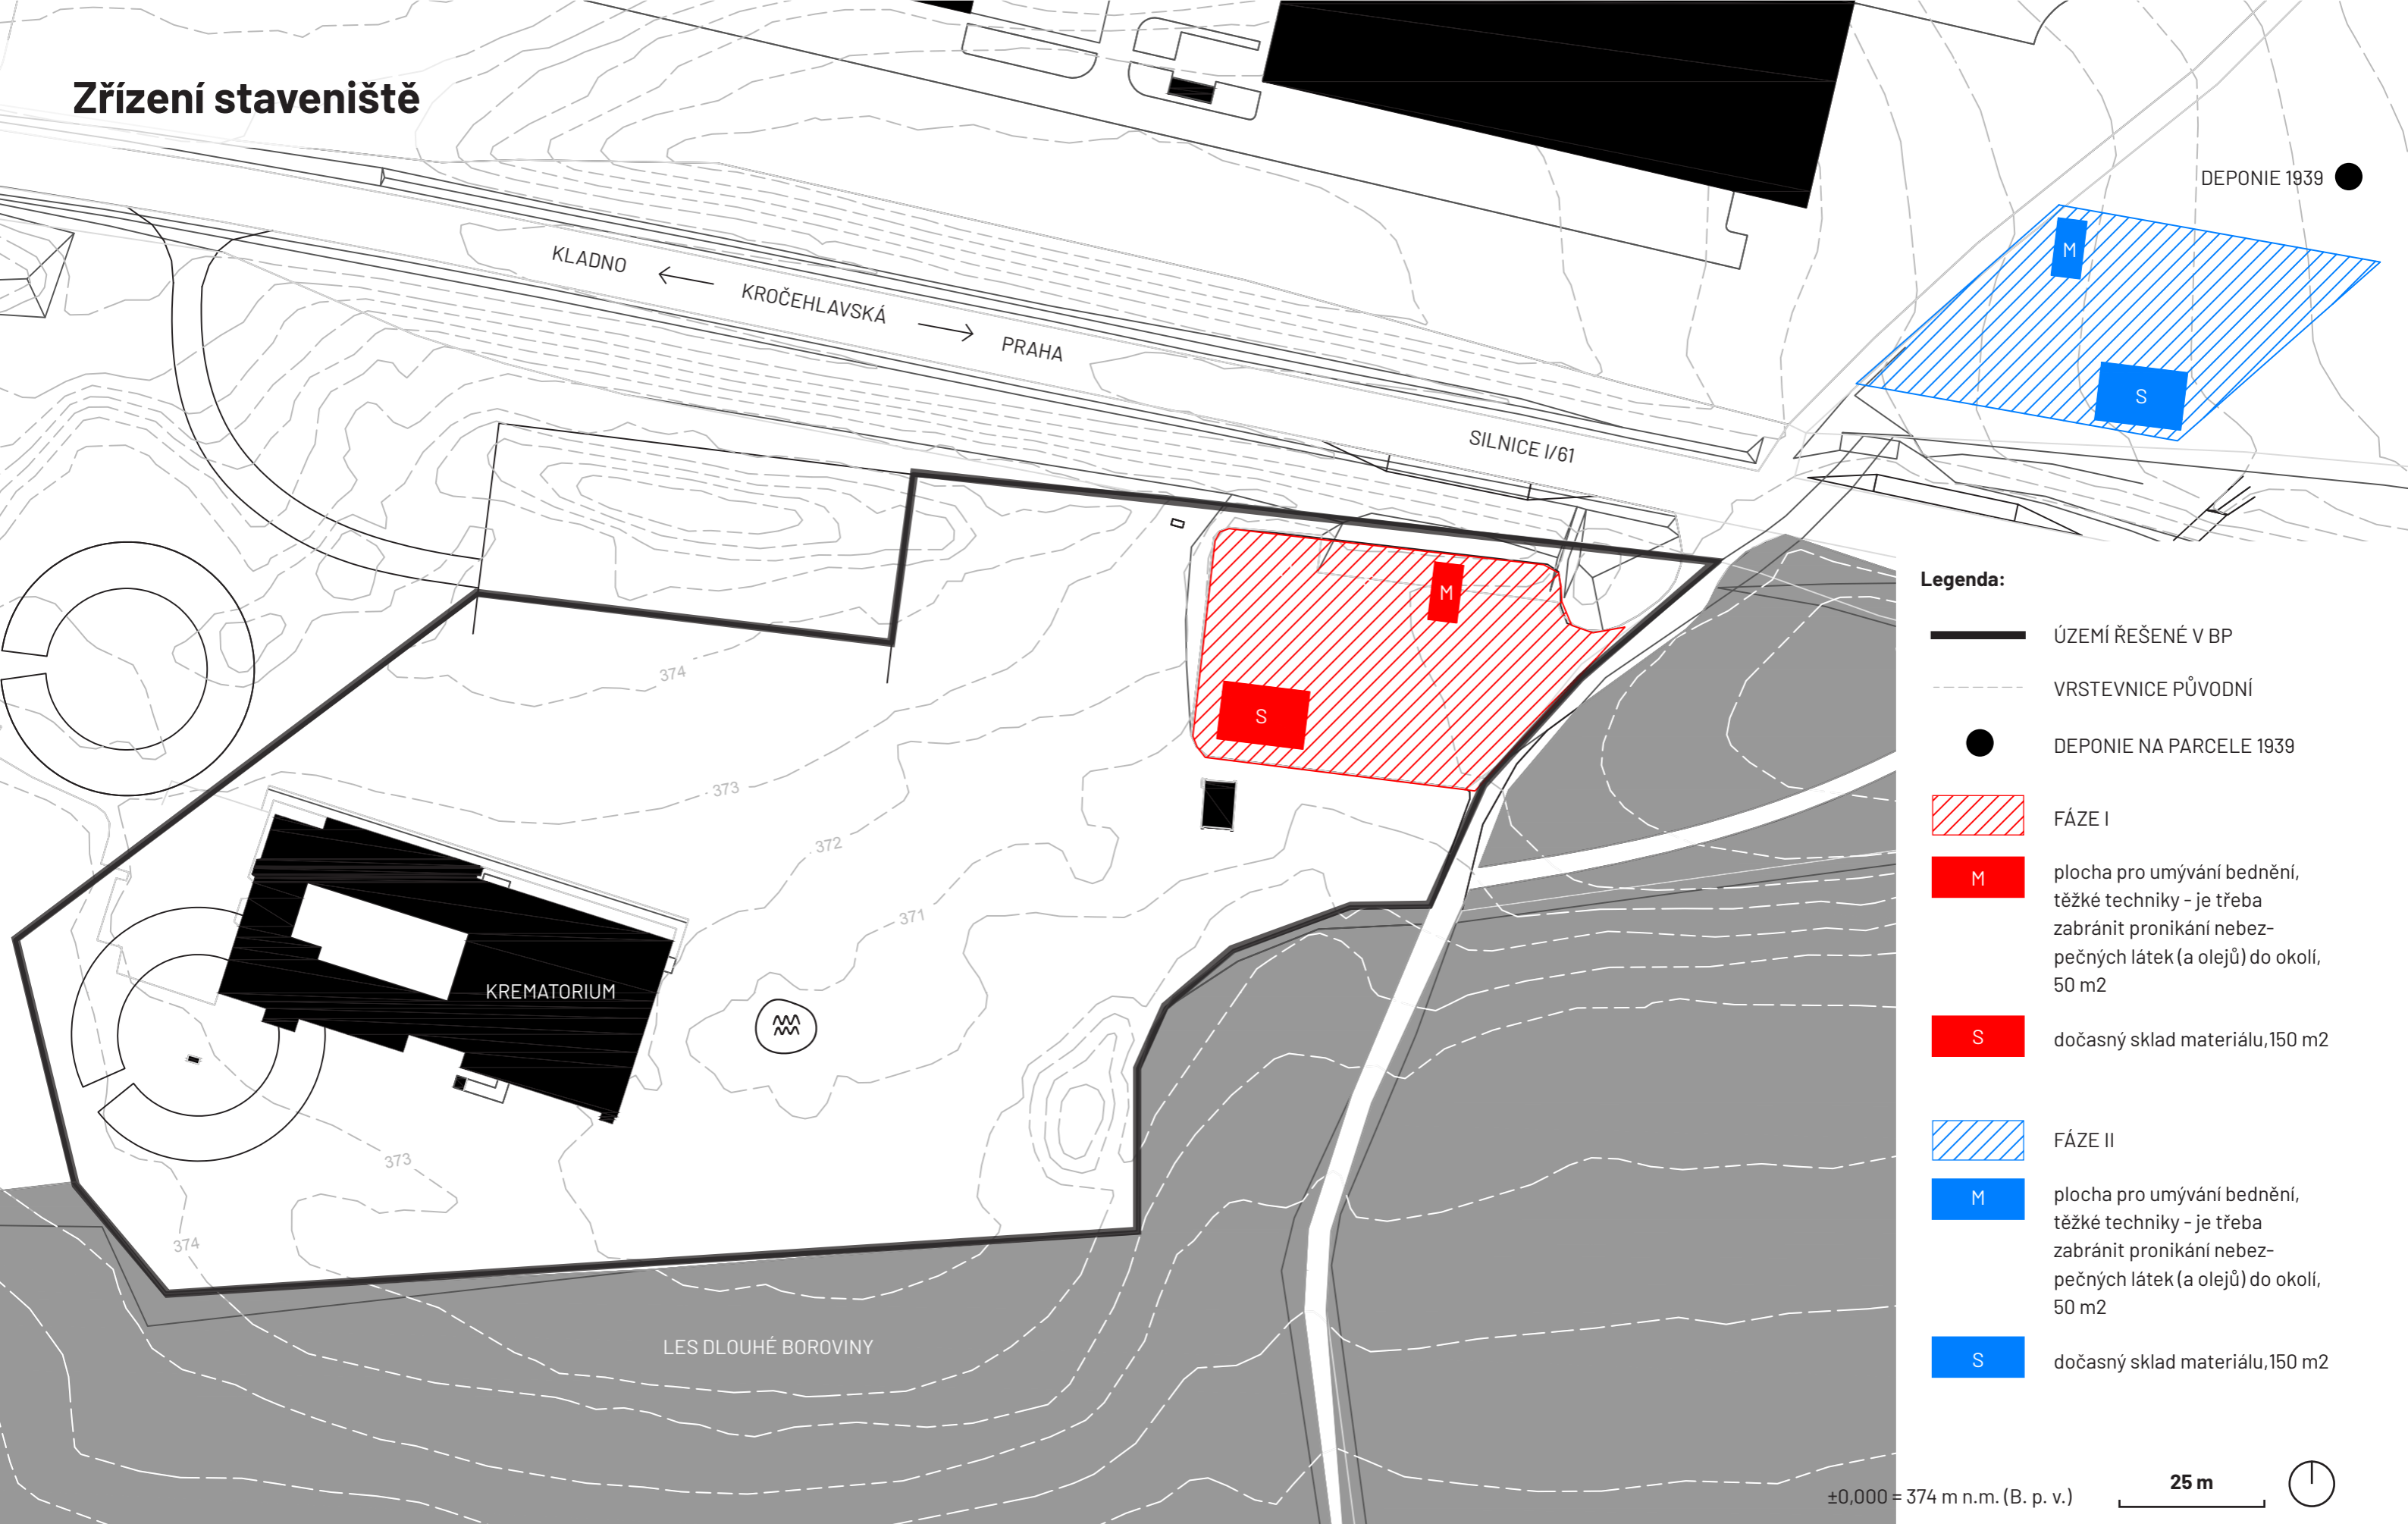 Zřízení staveniště
DEPONIE 1939
M
S
KLADNO
KROČEHLAVSKÁ
PRAHA
SILNICE I/61
M
S
374
373
372
371
KREMATORIUM
373
374
LES DLOUHÉ BOROVINY
Legenda:
ÚZEMÍ ŘEŠENÉ V BP
VRSTEVNICE PŮVODNÍ
DEPONIE NA PARCELE 1939
FÁZE I
M
plocha pro umývání bednění,
těžké techniky - je třeba
zabránit pronikání nebez-
pečných látek (a olejů) do okolí,
50 m2
S
dočasný sklad materiálu,150 m2
FÁZE II
M
plocha pro umývání bednění,
těžké techniky - je třeba
zabránit pronikání nebez-
pečných látek (a olejů) do okolí,
50 m2
S
dočasný sklad materiálu,150 m2
±0,000 = 374 m n.m. (B. p. v.)
25 m